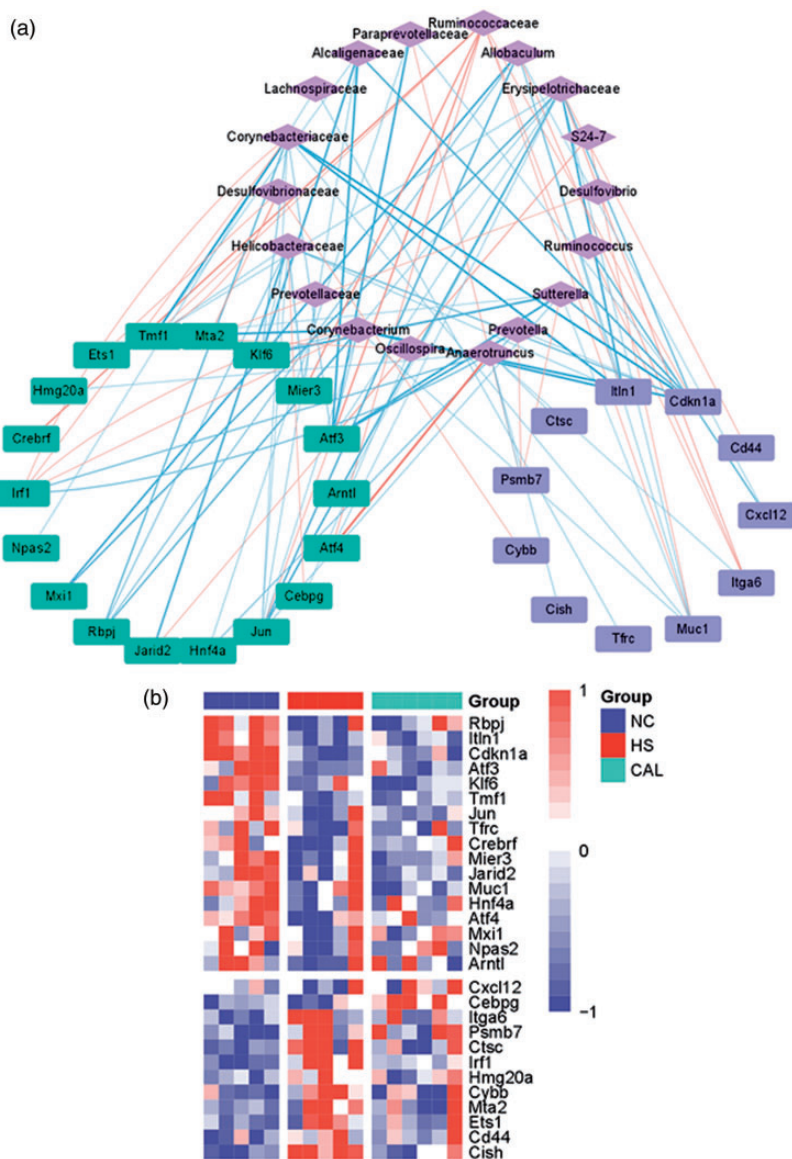 (a)
Ruminococcaceae
Paraprevotellaceae
Alcaligenaceae
Allobaculum
Lachnospiraceae
Erysipelotrichaceae
Corynebacteriaceae
S24-7
Desulfovibrionaceae
Desulfovibrio
Helicobacteraceae
Ruminococcus
Prevotellaceae
Sutterella
Corynebacterium
Prevotella
Oscillospira
Anaerotruncus
Tmf1
Mta2
Ets1
Klf6
Hmg20a
Mier3
Crebrf
Atf3
Irf1
Arntl
Npas2
Atf4
Mxi1
Cebpg
Rbpj
Jun
Jarid2
Hnf4a
Itln1
Cdkn1a
Ctsc
Cd44
Psmb7
Cxcl12
Cybb
Itga6
Cish
Muc1
Tfrc
(b)
Group
Rbpj
Itln1
Cdkn1a
Atf3
Klf6
Tmf1
Jun
Tfrc
Crebrf
Mier3
Jarid2
Muc1
Hnf4a
Atf4
Mxi1
Npas2
Arntl
Cxcl12
Cebpg
Itga6
Psmb7
Ctsc
Irf1
Hmg20a
Cybb
Mta2
Ets1
Cd44
Cish
1
0
−1
Group
NC
HS
CAL